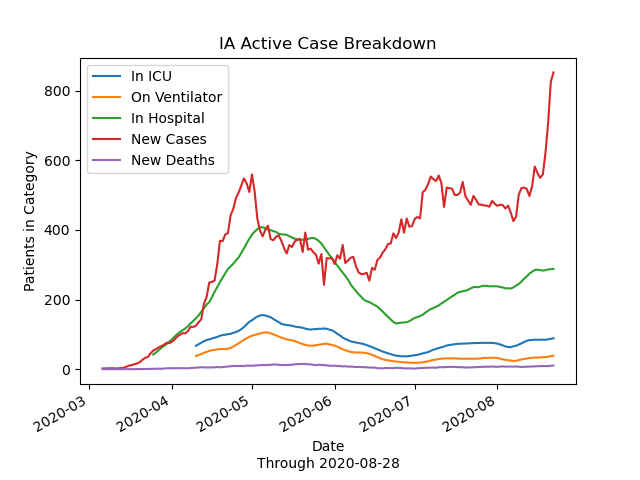 IA Active Case Breakdown
In ICU
On Ventilator
In Hospital
New Cases
New Deaths
Patients in Category
800
600
400
200
0
2020-03
2020-04
2020-05
2020-06
2020-07
2020-08
Date
Through 2020-08-28